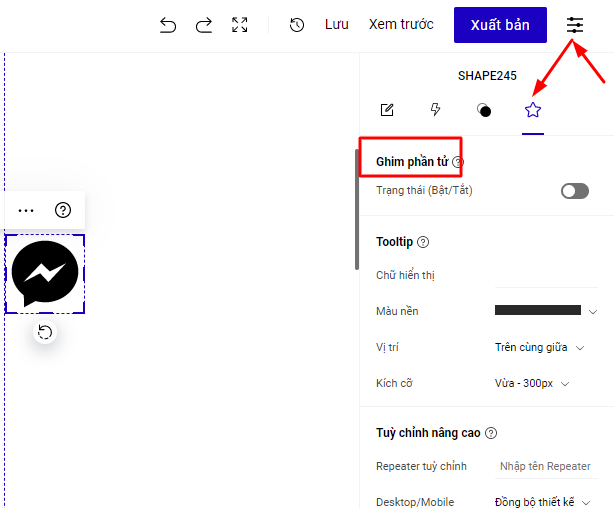 Lưu Xem trước Xuất bản
SHAPE245
Ghim phần tử
Trạng thái (Bật/Tắt)
Tooltip
Chữ hiển thị
Màu nền
Vị trí Trên cùng giữa
Kích cỡ Vừa - 300px
Tuỳ chỉnh nâng cao
Repeater tuỳ chỉnh Nhập tên Repeater
Desktop/Mobile Đồng bộ thiết kế